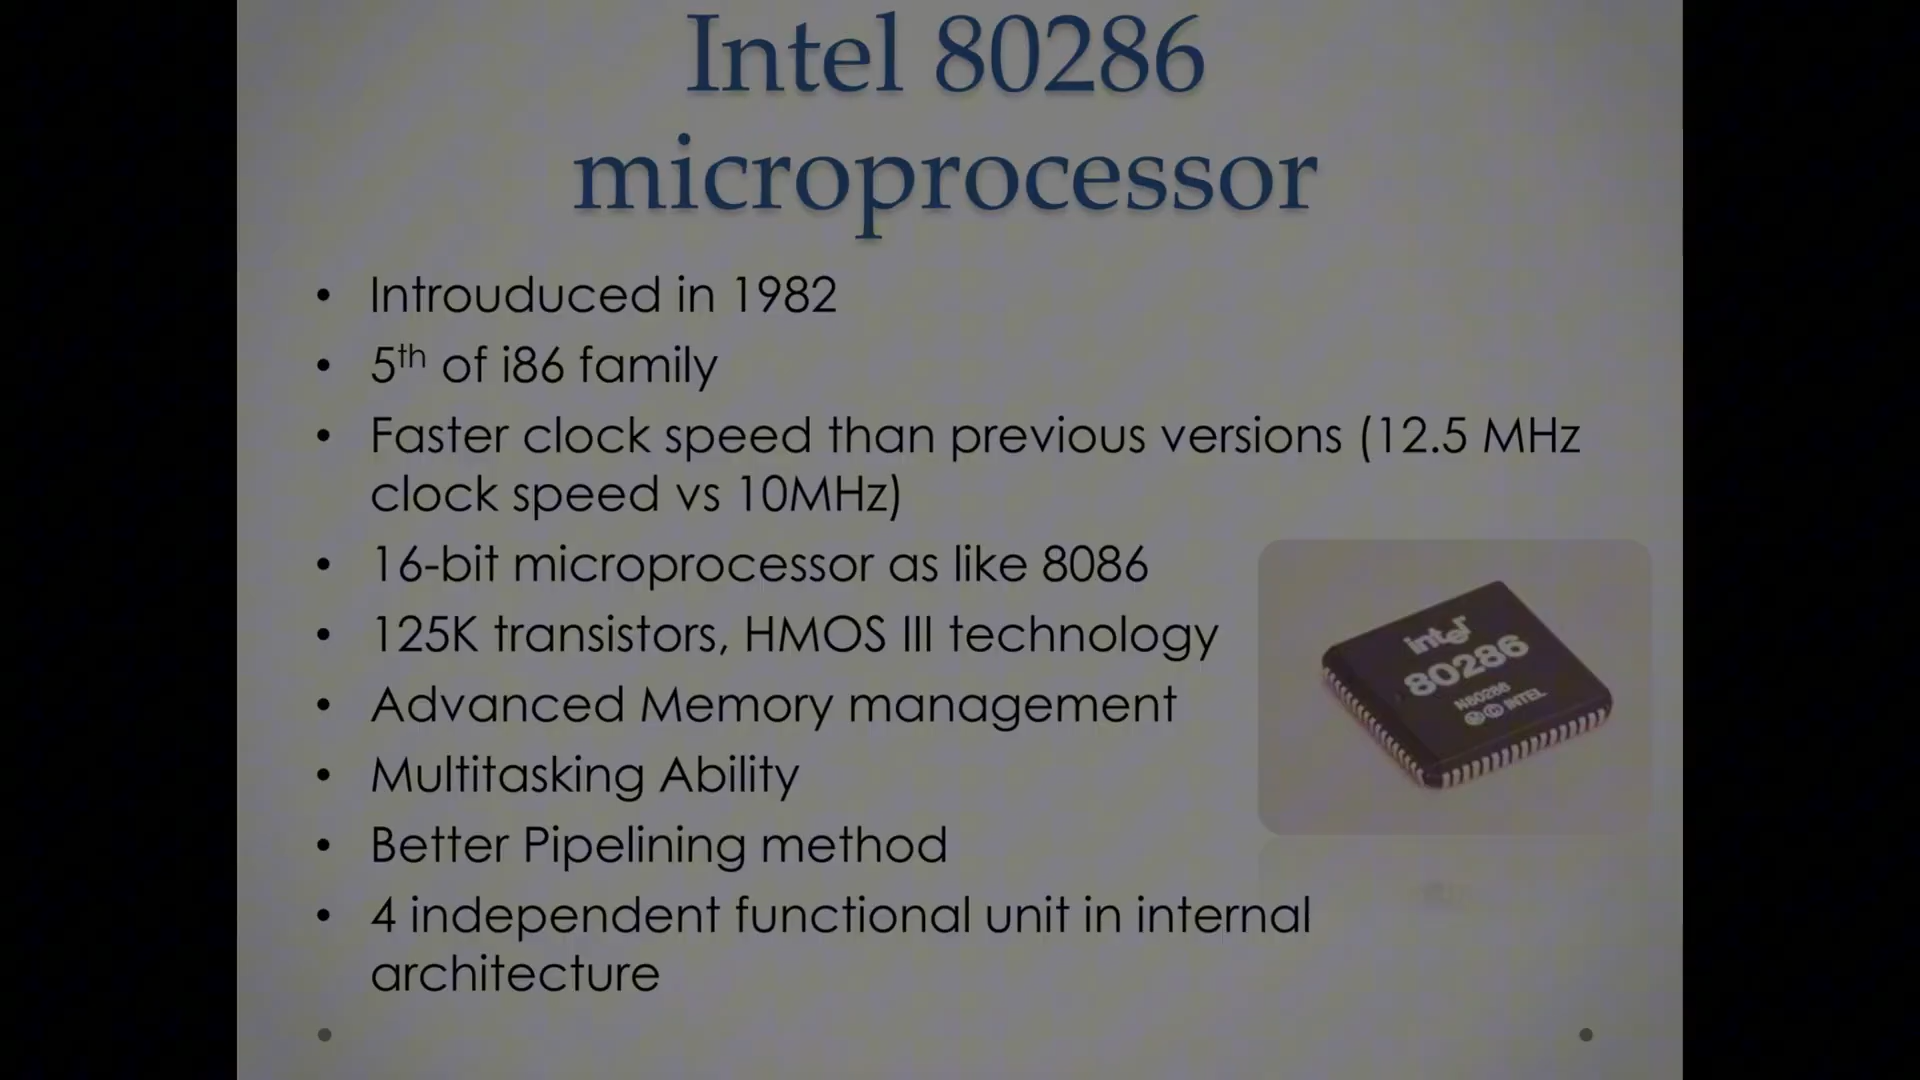 Intel 80286
microprocessor
• Introuduced in 1982
• 5th of i86 family
• Faster clock speed than previous versions (12.5 MHz
clock speed vs 10MHz)
• 16-bit microprocessor as like 8086
• 125K transistors, HMOS III technology
• Advanced Memory management
• Multitasking Ability
• Better Pipelining method
• 4 independent functional unit in internal
architecture
intel
80286
N80286
Ⓜ © INTEL